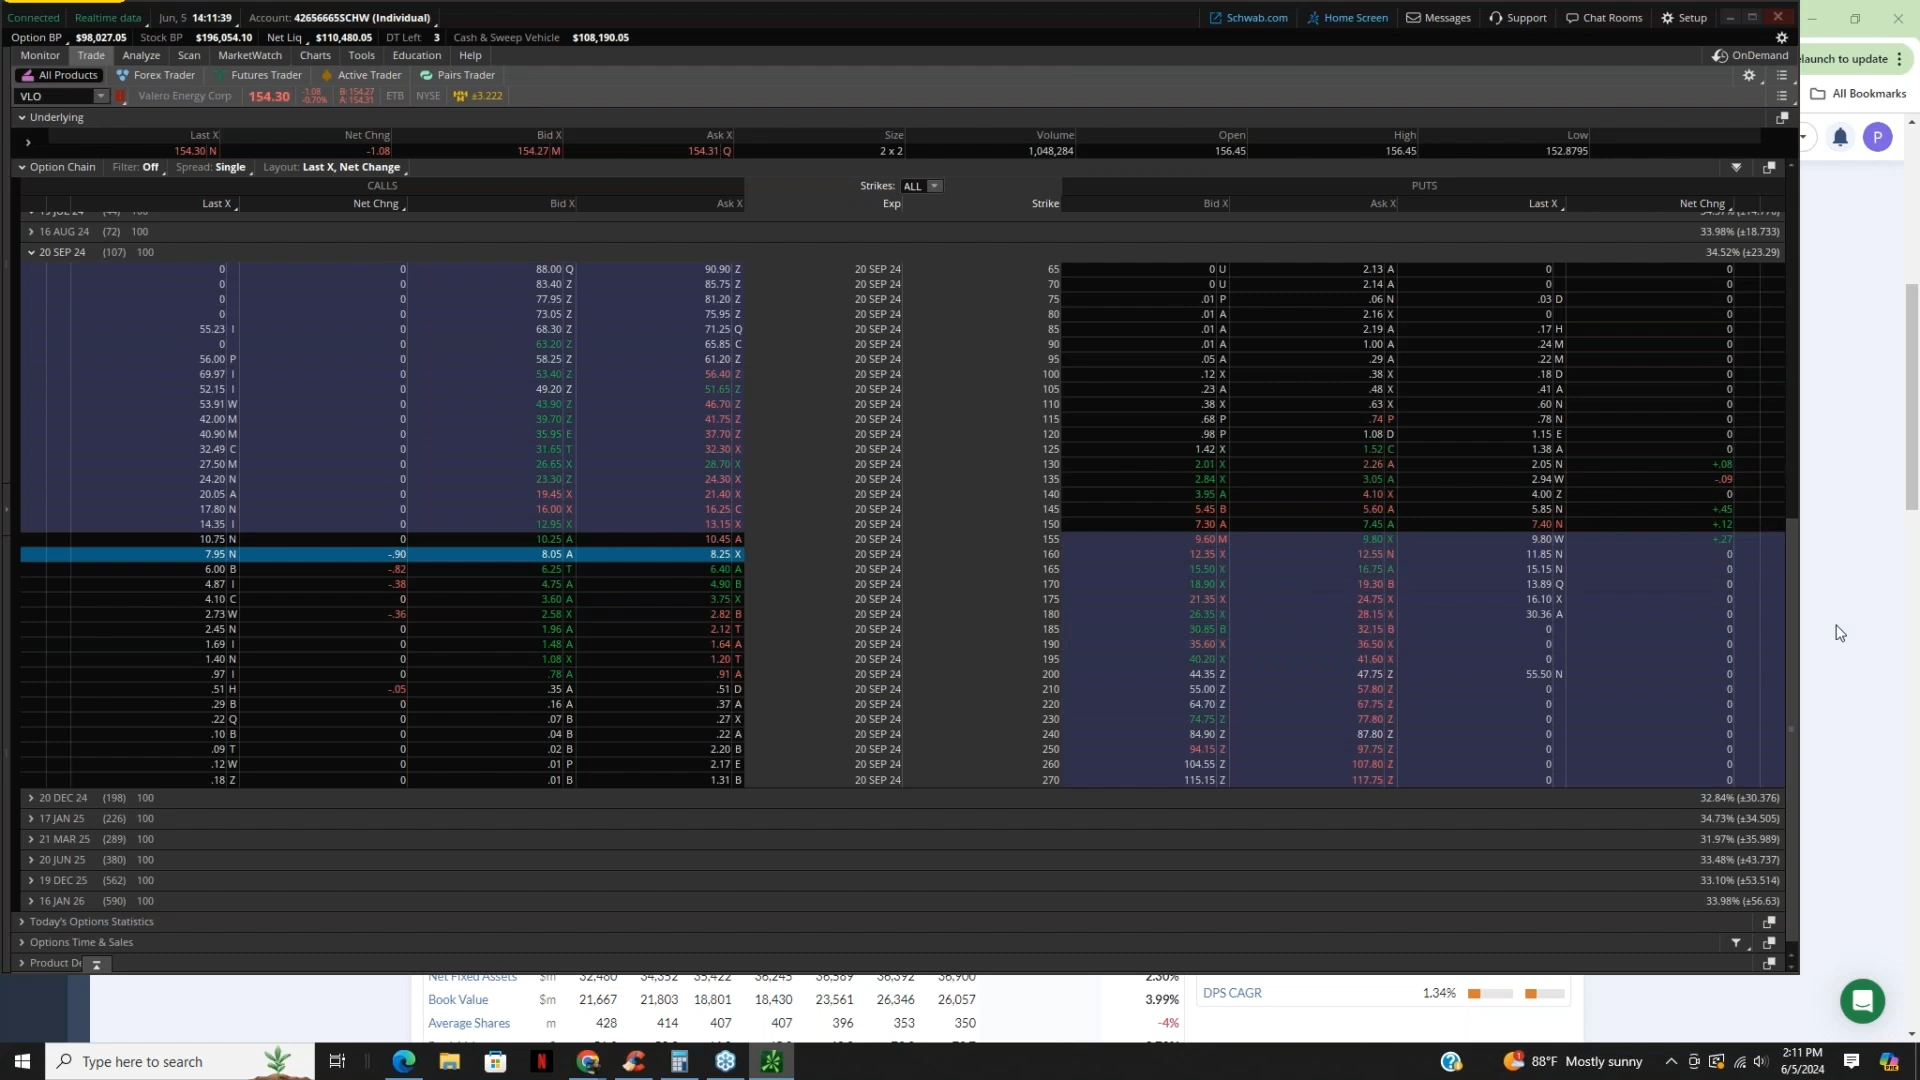 Connected Realtime data Jun, 5 14:11:39 Account: 42656665SCHW (Individual) Schwab.com Home Screen Messages Support Chat Rooms Setup
Option BP $98,027.05 Stock BP $196,054.10 Net Liq $110,480.05 DT Left 3 Cash & Sweep Vehicle $108,190.05
Monitor Trade Analyze Scan MarketWatch Charts Tools Education Help OnDemand
elaunch to update
All Products Forex Trader Futures Trader Active Trader Pairs Trader
VLO Valero Energy Corp 154.30 -1.08 -0.70% B: 154.27 A: 154.31 ETB NYSE ±3.222
All Bookmarks
Underlying
Last X Net Chng Bid X Ask X Size Volume Open High Low
154.30 N -1.08 154.27 M 154.31 Q 2 x 2 1,048,284 156.45 156.45 152.8795
P
Option Chain Filter: Off Spread: Single Layout: Last X, Net Change
CALLS Strikes: ALL PUTS
Last X Net Chng Bid X Ask X Exp Strike Bid X Ask X Last X Net Chng
16 AUG 24 (72) 100 33.98% (±18.733)
20 SEP 24 (107) 100 34.52% (±23.29)
0 0 88.00 Q 90.90 Z 20 SEP 24 65 0 U 2.13 A 0 0
0 0 83.40 Z 85.75 Z 20 SEP 24 70 0 U 2.14 A 0 0
0 0 77.95 Z 81.20 Z 20 SEP 24 75 .01 P .06 N .03 D 0
0 0 73.05 Z 75.95 Z 20 SEP 24 80 .01 A 2.16 X 0 0
55.23 I 0 68.30 Z 71.25 Q 20 SEP 24 85 .01 A 2.19 A .17 H 0
0 0 63.20 Z 65.85 C 20 SEP 24 90 .01 A 1.00 A .24 M 0
56.00 P 0 58.25 Z 61.20 Z 20 SEP 24 95 .05 A .29 A .22 M 0
69.97 I 0 53.40 Z 56.40 Z 20 SEP 24 100 .12 X .38 X .18 D 0
52.15 I 0 49.20 Z 51.65 Z 20 SEP 24 105 .23 A .48 X .41 A 0
53.91 W 0 43.90 Z 46.70 Z 20 SEP 24 110 .38 X .63 X .60 N 0
42.00 M 0 39.70 Z 41.75 Z 20 SEP 24 115 .68 P .74 P .78 N 0
40.90 M 0 35.95 E 37.70 Z 20 SEP 24 120 .98 P 1.08 D 1.15 E 0
32.49 C 0 31.65 T 32.30 X 20 SEP 24 125 1.42 X 1.52 C 1.38 A 0
27.50 M 0 26.65 X 28.70 X 20 SEP 24 130 2.01 X 2.26 A 2.05 N +.08
24.20 N 0 23.30 Z 24.30 X 20 SEP 24 135 2.84 X 3.05 A 2.94 W -.09
20.05 A 0 19.45 X 21.40 X 20 SEP 24 140 3.95 A 4.10 X 4.00 Z 0
17.80 N 0 16.00 X 16.25 C 20 SEP 24 145 5.45 B 5.60 A 5.85 N +.45
14.35 I 0 12.95 X 13.15 X 20 SEP 24 150 7.30 A 7.45 A 7.40 N +.12
10.75 N 0 10.25 A 10.45 A 20 SEP 24 155 9.60 M 9.80 X 9.80 W +.27
7.95 N -.90 8.05 A 8.25 X 20 SEP 24 160 12.35 X 12.55 N 11.85 N 0
6.00 B -.82 6.25 T 6.40 A 20 SEP 24 165 15.50 X 16.75 A 15.15 N 0
4.87 I -.38 4.75 A 4.90 B 20 SEP 24 170 18.90 X 19.30 B 13.89 Q 0
4.10 C 0 3.60 A 3.75 X 20 SEP 24 175 21.35 X 24.75 X 16.10 X 0
2.73 W -.36 2.58 X 2.82 B 20 SEP 24 180 26.35 X 28.15 X 30.36 A 0
2.45 N 0 1.96 A 2.12 T 20 SEP 24 185 30.85 B 32.15 B 0 0
1.69 I 0 1.48 A 1.64 A 20 SEP 24 190 35.60 X 36.50 X 0 0
1.40 N 0 1.08 X 1.20 T 20 SEP 24 195 40.20 X 41.60 X 0 0
.97 I 0 .78 A .91 A 20 SEP 24 200 44.35 Z 47.75 Z 55.50 N 0
.51 H -.05 .35 A .51 D 20 SEP 24 210 55.00 Z 57.80 Z 0 0
.29 B 0 .16 A .37 A 20 SEP 24 220 64.70 Z 67.75 Z 0 0
.22 Q 0 .07 B .27 X 20 SEP 24 230 74.75 Z 77.80 Z 0 0
.10 B 0 .04 B .22 A 20 SEP 24 240 84.90 Z 87.80 Z 0 0
.09 T 0 .02 B 2.20 B 20 SEP 24 250 94.15 Z 97.75 Z 0 0
.12 W 0 .01 P 2.17 E 20 SEP 24 260 104.55 Z 107.80 Z 0 0
.18 Z 0 .01 B 1.31 B 20 SEP 24 270 115.15 Z 117.75 Z 0 0
20 DEC 24 (198) 100 32.84% (±30.376)
17 JAN 25 (226) 100 34.73% (±34.505)
21 MAR 25 (289) 100 31.97% (±35.989)
20 JUN 25 (380) 100 33.48% (±43.737)
19 DEC 25 (562) 100 33.10% (±53.514)
16 JAN 26 (590) 100 33.98% (±56.63)
Today's Options Statistics
Options Time & Sales
Product De
Net Fixed Assets $m 32,480 34,352 35,422 36,245 36,589 36,392 36,900 2.30%
Book Value $m 21,667 21,803 18,801 18,430 23,561 26,346 26,057 3.99% DPS CAGR 1.34%
Average Shares m 428 414 407 407 396 353 350 -4%
Type here to search 88°F Mostly sunny 2:11 PM
6/5/2024